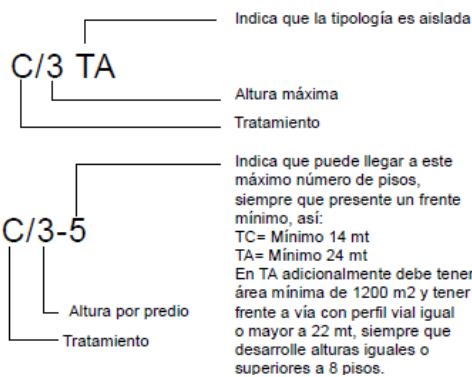 Indica que la tipología es aislada
C/3 TA
Altura máxima
Tratamiento
Indica que puede llegar a este
máximo número de pisos,
siempre que presente un frente
mínimo, así:
TC= Mínimo 14 mt
TA= Mínimo 24 mt
En TA adicionalmente debe tener
área mínima de 1200 m2 y tener
frente a vía con perfil vial igual
o mayor a 22 mt, siempre que
desarrolle alturas iguales o
superiores a 8 pisos.
C/3-5
Altura por predio
Tratamiento